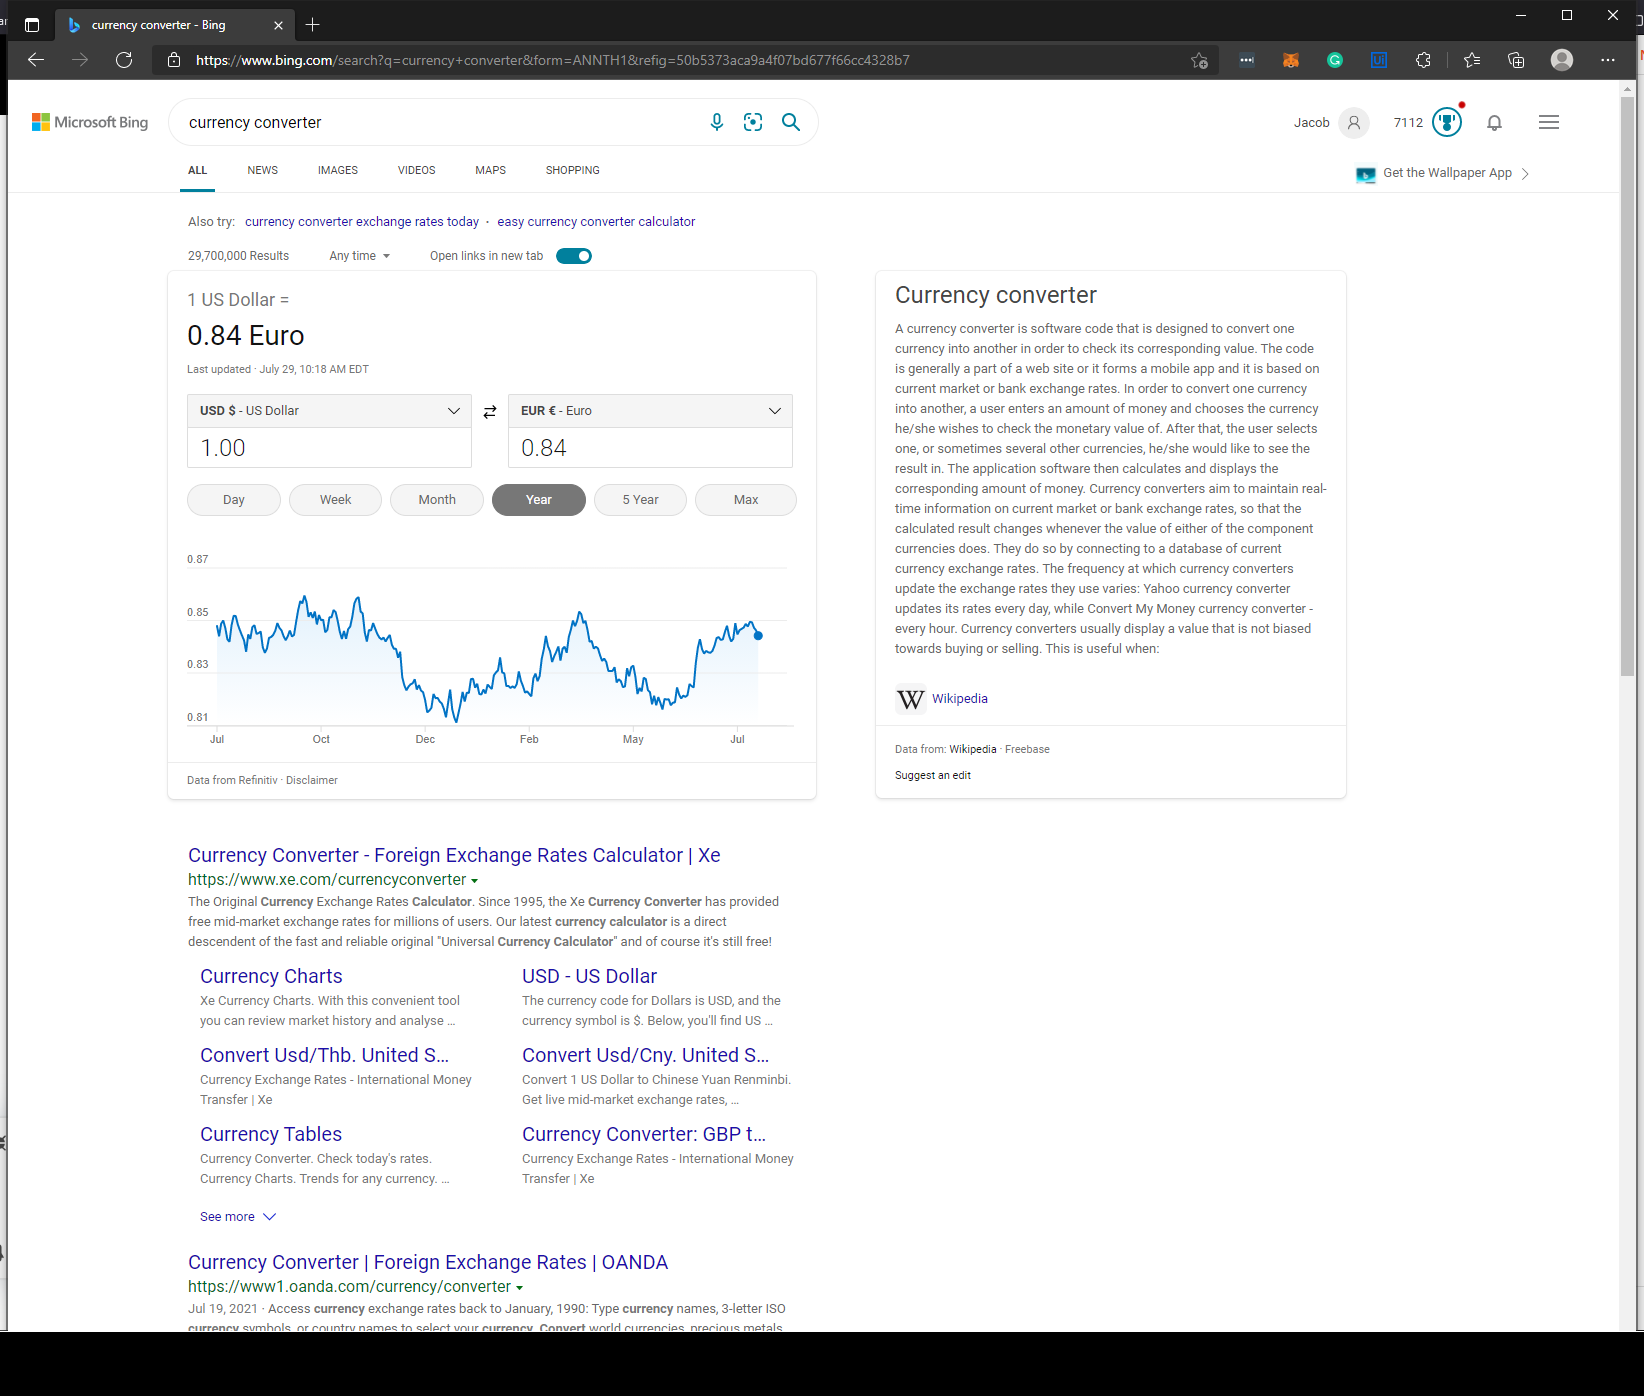 currency converter - Bing
https://www.bing.com/search?q=currency+converter&form=ANNTH1&refig=50b5373aca9a4f07bd677f66cc4328b7
Microsoft Bing
currency converter
Jacob
7112
ALL NEWS IMAGES VIDEOS MAPS SHOPPING
Get the Wallpaper App
Also try: currency converter exchange rates today · easy currency converter calculator
29,700,000 Results Any time Open links in new tab
1 US Dollar =
0.84 Euro
Last updated · July 29, 10:18 AM EDT
USD $ - US Dollar
EUR € - Euro
1.00
0.84
Day Week Month Year 5 Year Max
0.87
0.85
0.83
0.81
Jul Oct Dec Feb May Jul
Data from Refinitiv · Disclaimer
Currency converter
A currency converter is software code that is designed to convert one
currency into another in order to check its corresponding value. The code
is generally a part of a web site or it forms a mobile app and it is based on
current market or bank exchange rates. In order to convert one currency
into another, a user enters an amount of money and chooses the currency
he/she wishes to check the monetary value of. After that, the user selects
one, or sometimes several other currencies, he/she would like to see the
result in. The application software then calculates and displays the
corresponding amount of money. Currency converters aim to maintain real-
time information on current market or bank exchange rates, so that the
calculated result changes whenever the value of either of the component
currencies does. They do so by connecting to a database of current
currency exchange rates. The frequency at which currency converters
update the exchange rates they use varies: Yahoo currency converter
updates its rates every day, while Convert My Money currency converter -
every hour. Currency converters usually display a value that is not biased
towards buying or selling. This is useful when:
W Wikipedia
Data from: Wikipedia · Freebase
Suggest an edit
Currency Converter - Foreign Exchange Rates Calculator | Xe
https://www.xe.com/currencyconverter
The Original Currency Exchange Rates Calculator. Since 1995, the Xe Currency Converter has provided
free mid-market exchange rates for millions of users. Our latest currency calculator is a direct
descendent of the fast and reliable original "Universal Currency Calculator" and of course it's still free!
Currency Charts
Xe Currency Charts. With this convenient tool
you can review market history and analyse ...
USD - US Dollar
The currency code for Dollars is USD, and the
currency symbol is $. Below, you'll find US ...
Convert Usd/Thb. United S...
Currency Exchange Rates - International Money
Transfer | Xe
Convert Usd/Cny. United S...
Convert 1 US Dollar to Chinese Yuan Renminbi.
Get live mid-market exchange rates, ...
Currency Tables
Currency Converter. Check today's rates.
Currency Charts. Trends for any currency. ...
Currency Converter: GBP t...
Currency Exchange Rates - International Money
Transfer | Xe
See more
Currency Converter | Foreign Exchange Rates | OANDA
https://www1.oanda.com/currency/converter
Jul 19, 2021 · Access currency exchange rates back to January, 1990: Type currency names, 3-letter ISO
currency symbols, or country names to select your currency. Convert world currencies, precious metals